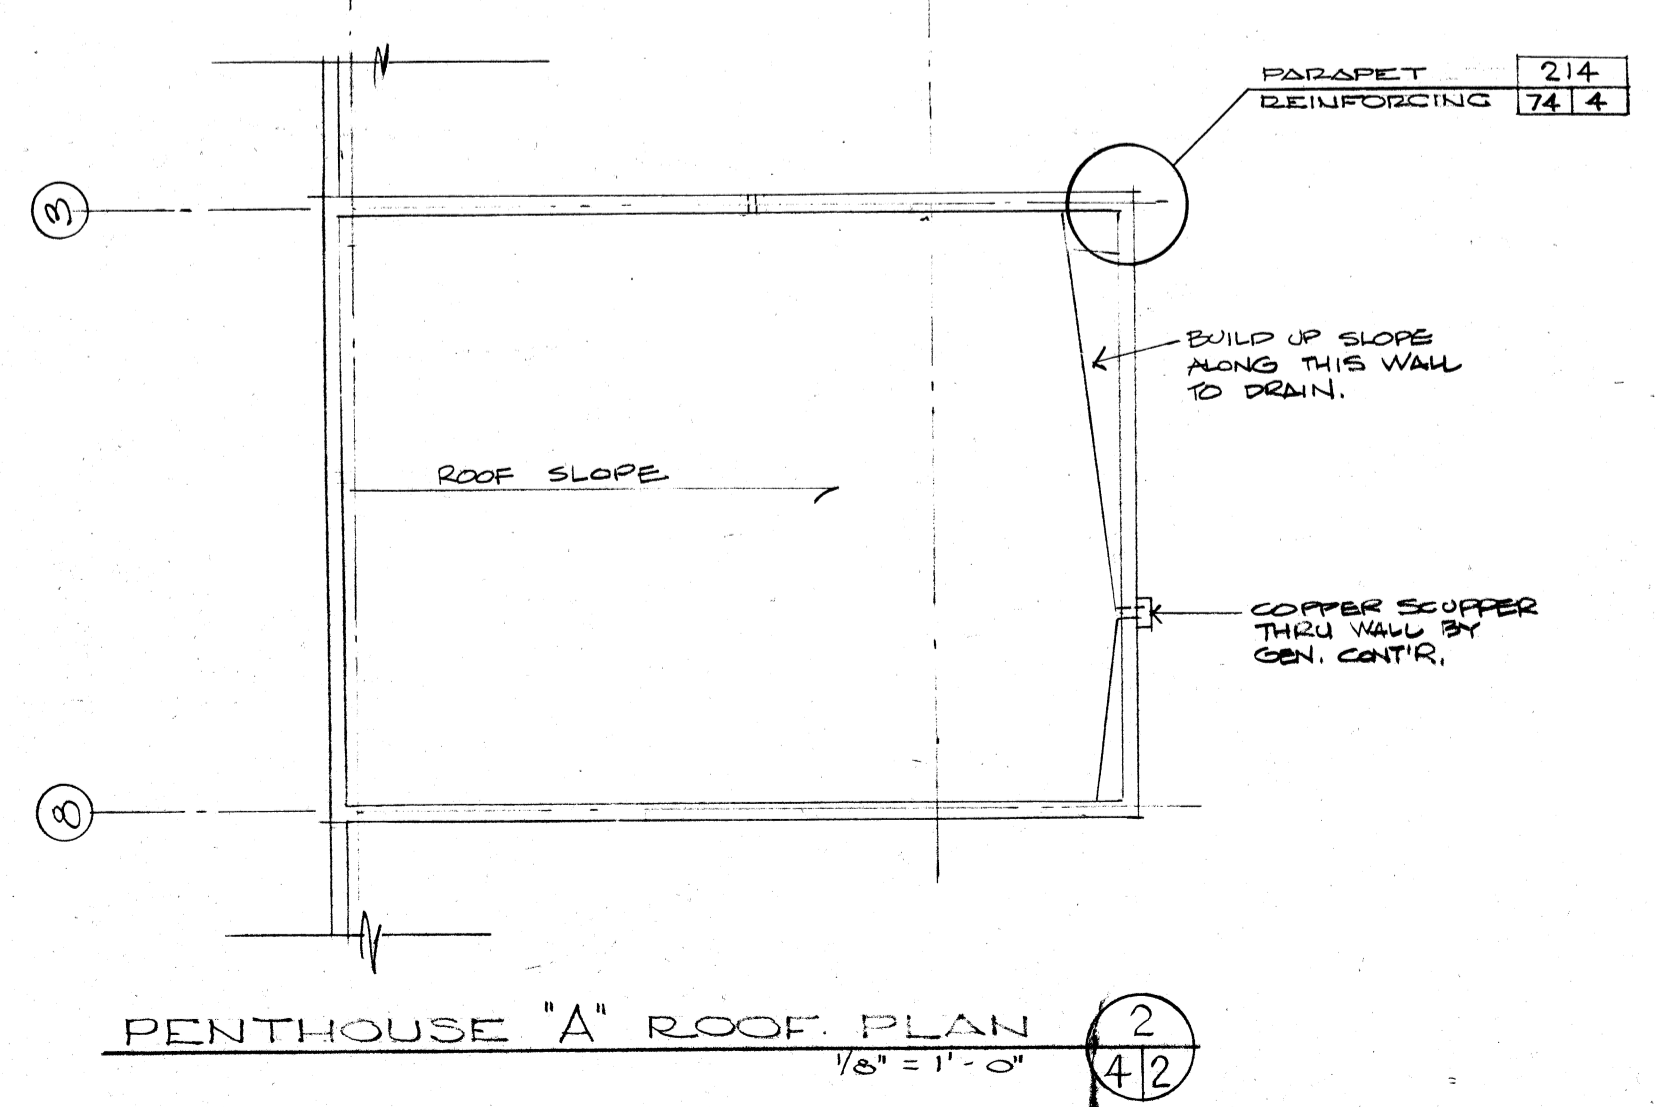 PARAPET 214
REINFORCING 74 4
3
BUILD UP SLOPE
ALONG THIS WALL
TO DRAIN.
ROOF SLOPE
COPPER SCUPPER
THRU WALL BY
GEN. CONT'R.
8
PENTHOUSE "A" ROOF PLAN 2
1/8" = 1' - 0" 4 2